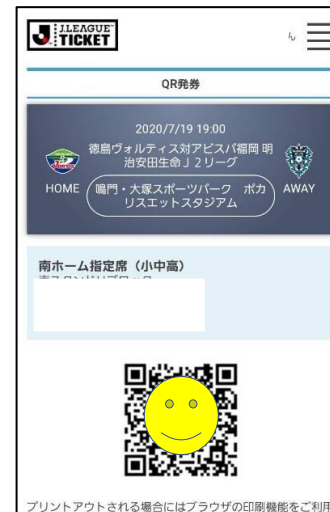 J.LEAGUE
TICKET
ん
QR発券
2020/7/19 19:00
徳島ヴォルティス対アビスパ福岡 明
治安田生命Ｊ２リーグ
HOME
鳴門・大塚スポーツパーク ポカ
リスエットスタジアム
AWAY
南ホーム指定席（小中高）
プリントアウトされる場合にはブラウザの印刷機能をご利用